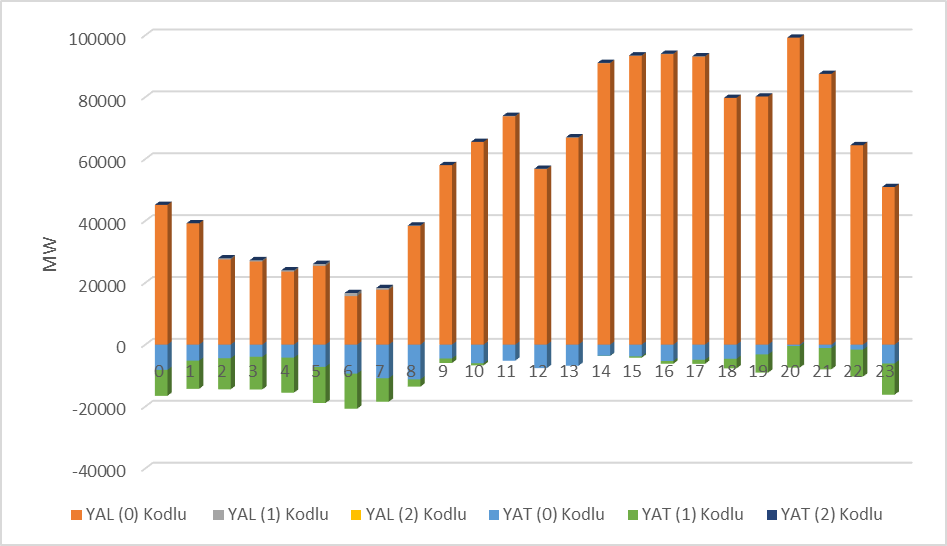 100000
80000
60000
40000
20000
0
-20000
-40000
MW
0 1 2 3 4 5 6 7 8 9 10 11 12 13 14 15 16 17 18 19 20 21 22 23
YAL (0) Kodlu YAL (1) Kodlu YAL (2) Kodlu YAT (0) Kodlu YAT (1) Kodlu YAT (2) Kodlu